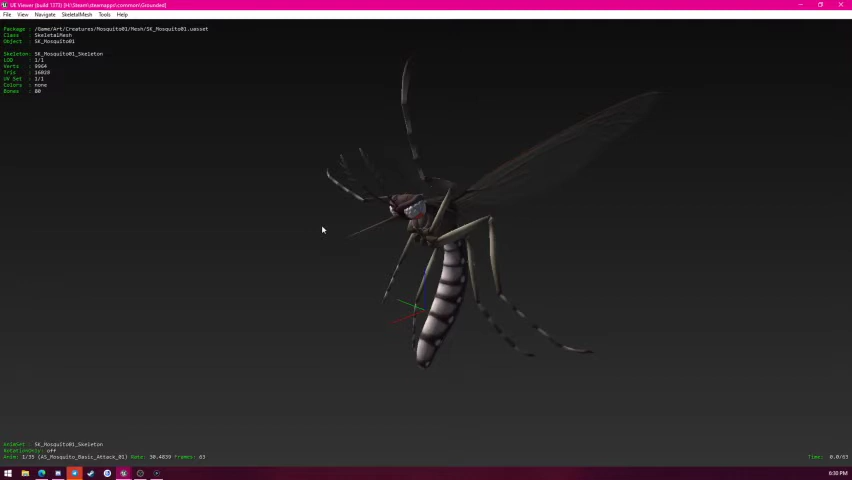 UE Viewer [build 1373] [H:\Steam\steamapps\common\Grounded]
File View Navigate SkeletalMesh Tools Help
Package : /Game/Art/Creatures/Mosquito01/Mesh/SK_Mosquito01.uasset
Class : SkeletalMesh
Object : SK_Mosquito01
Skeleton: SK_Mosquito01_Skeleton
LOD : 1/1
Verts : 9964
Tris : 16028
UV Set : 1/1
Colors : none
Bones : 80
AnimSet : SK_Mosquito01_Skeleton
RotationOnly: off
Anim: 1/35 (AS_Mosquito_Basic_Attack_01) Rate: 30.4839 Frames: 63
Time: 0.0/63
6:30 PM